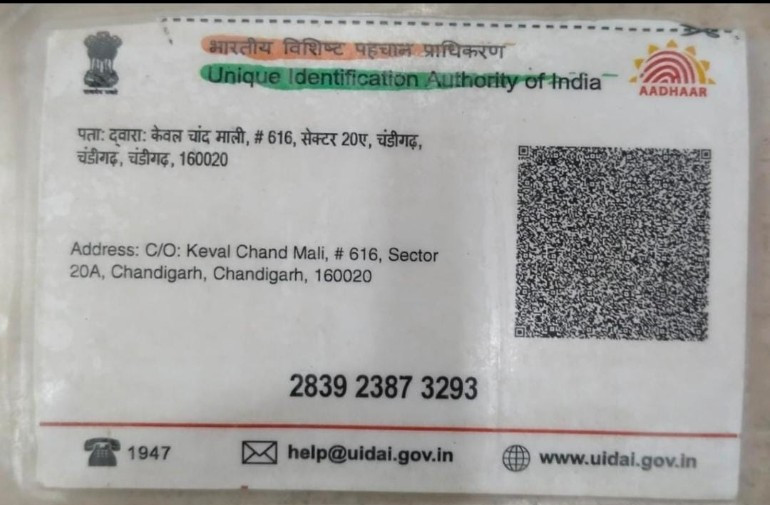 भारतीय विशिष्ट पहचान प्राधिकरण
Unique Identification Authority of India
AADHAAR
पता: द्वारा: केवल चांद माली, # 616, सेक्टर 20ए, चंडीगढ़,
चंडीगढ़, चंडीगढ़, 160020
Address: C/O: Keval Chand Mali, # 616, Sector
20A, Chandigarh, Chandigarh, 160020
2839 2387 3293
1947
help@uidai.gov.in
www.uidai.gov.in